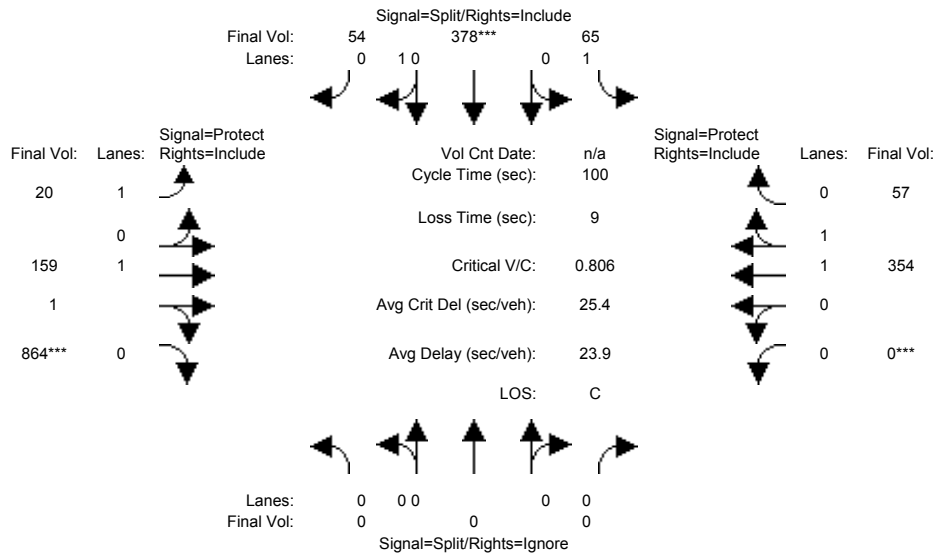 Signal=Split/Rights=Include
Final Vol: 54 378*** 65
Lanes: 0 1 0 0 1
Signal=Protect Signal=Protect
Final Vol: Lanes: Rights=Include Vol Cnt Date: n/a Rights=Include Lanes: Final Vol:
Cycle Time (sec): 100
20 1 0 57
Loss Time (sec): 9
0 1
159 1 Critical V/C: 0.806 1 354
1 Avg Crit Del (sec/veh): 25.4 0
864*** 0 Avg Delay (sec/veh): 23.9 0 0***
LOS: C
Lanes: 0 0 0 0 0
Final Vol: 0 0 0
Signal=Split/Rights=Ignore